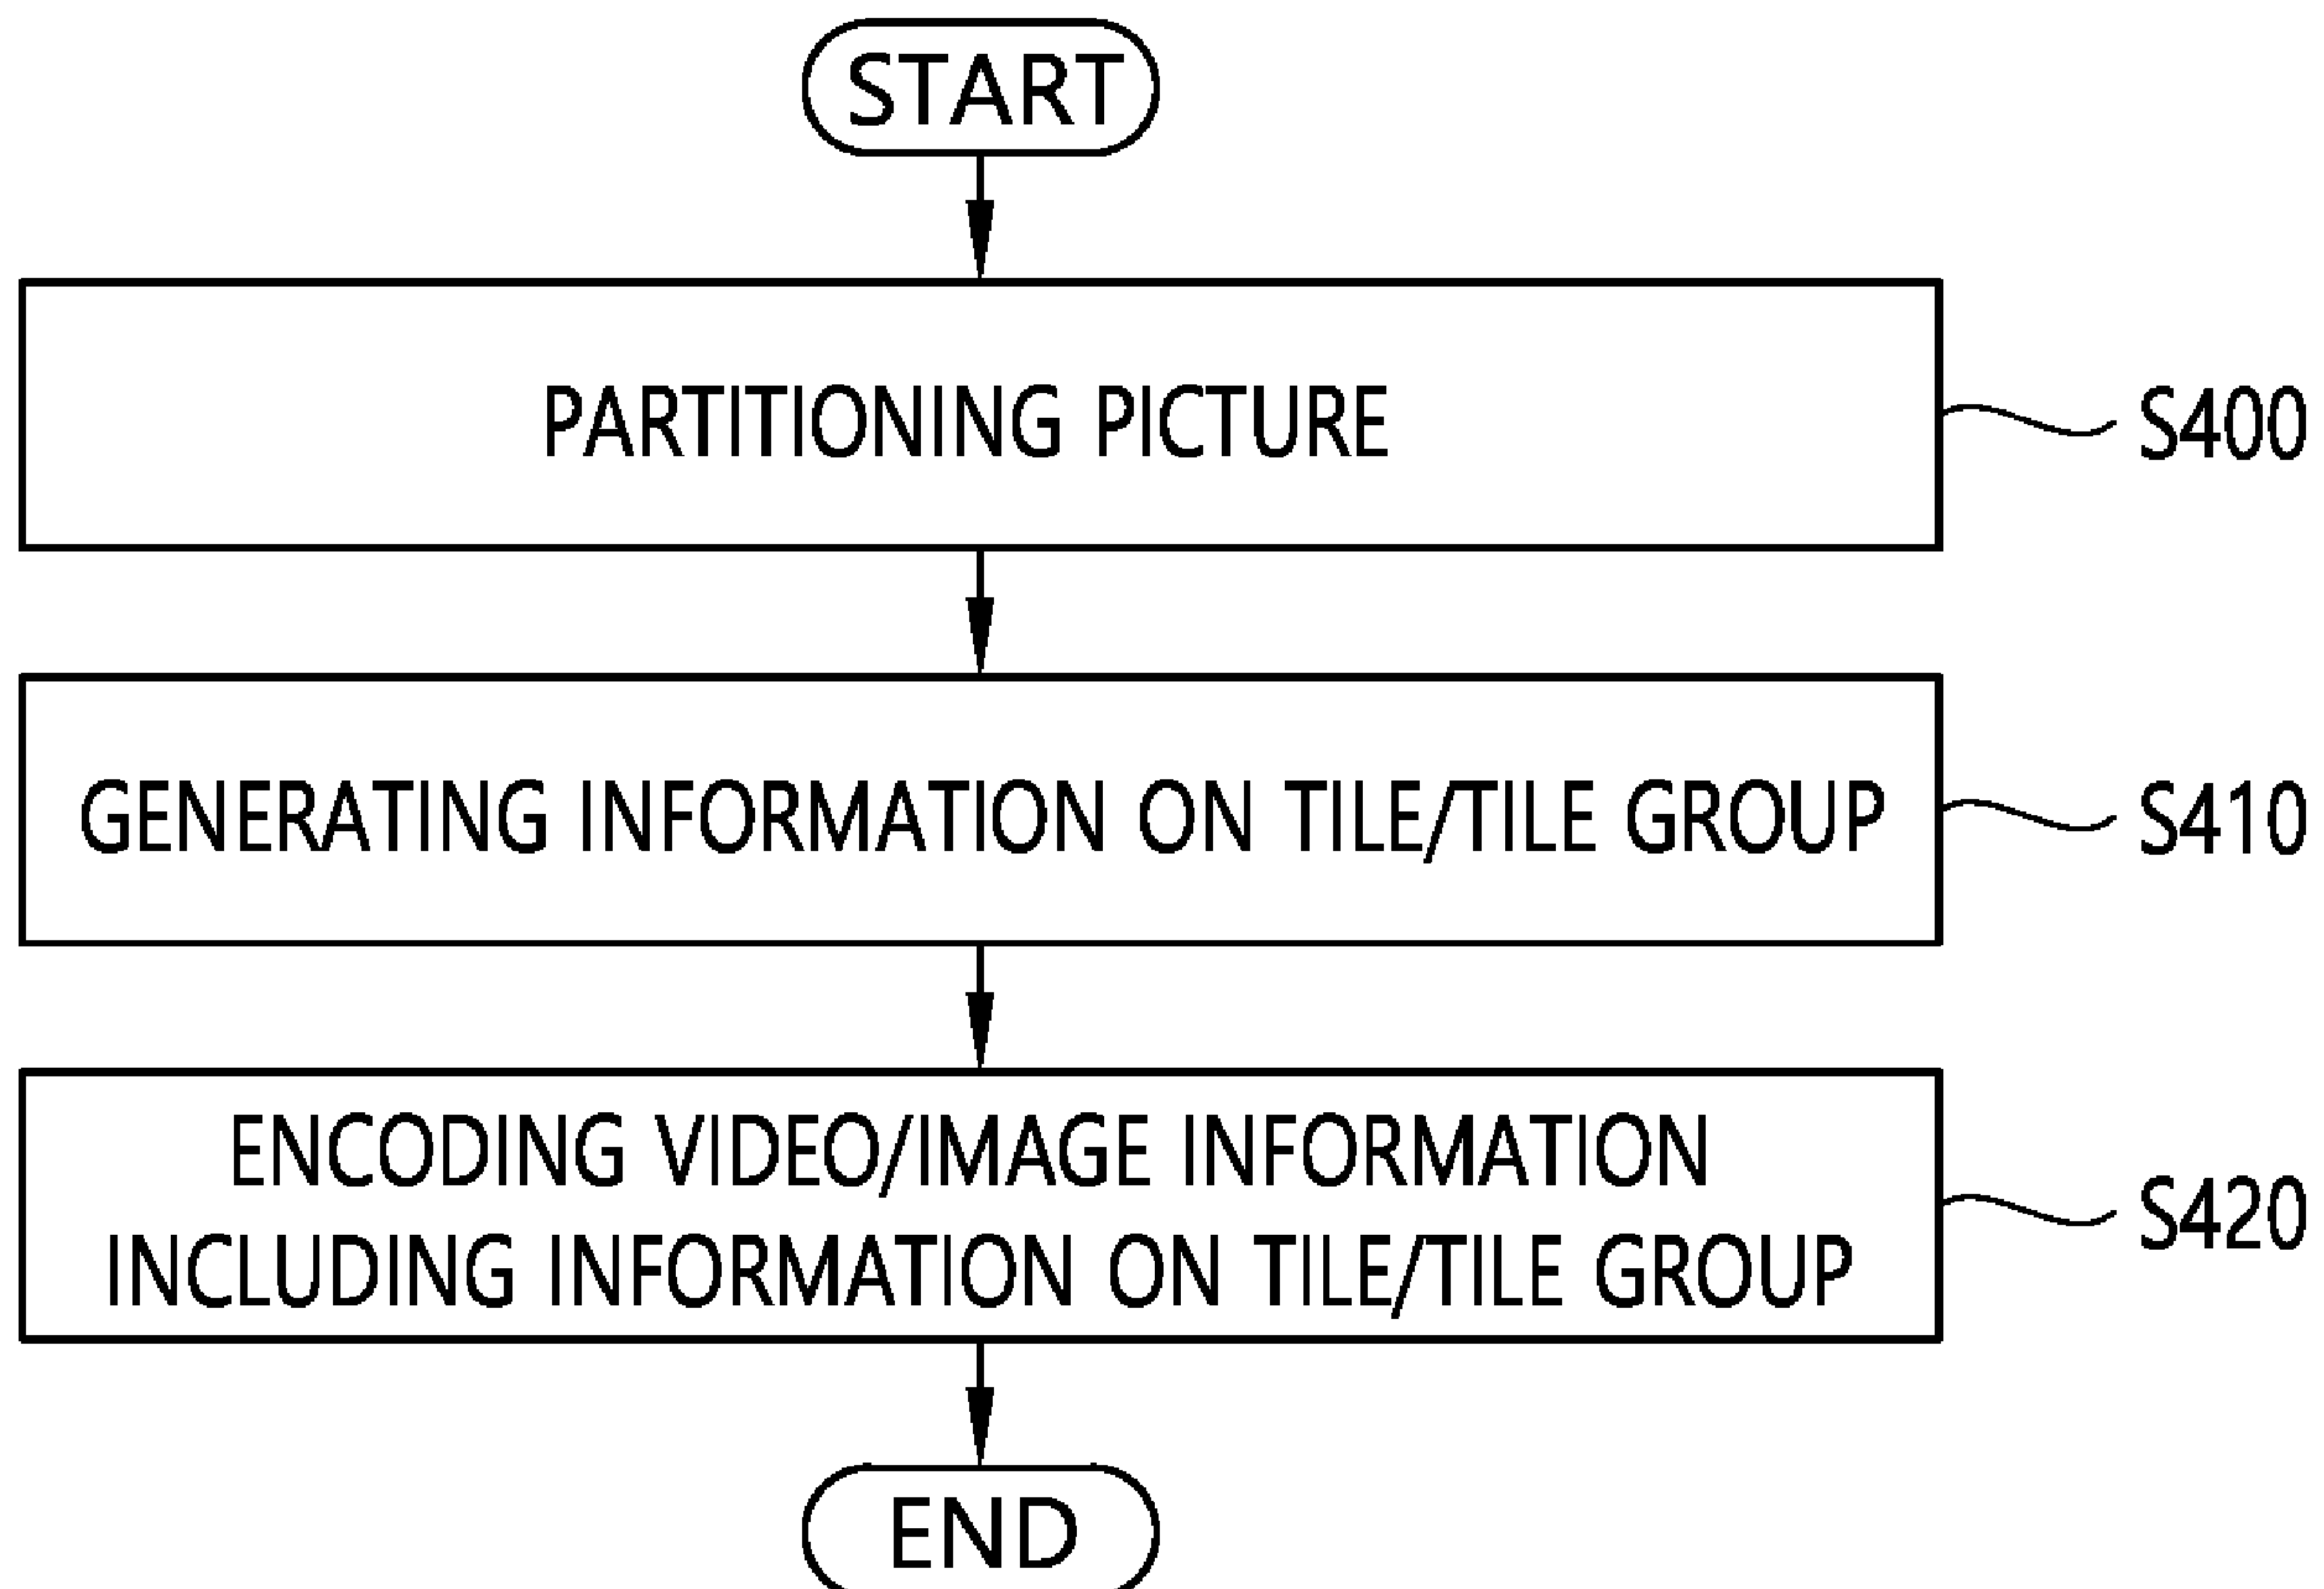 START
PARTITIONING PICTURE
S400
GENERATING INFORMATION ON TILE/TILE GROUP
S410
ENCODING VIDEO/IMAGE INFORMATION
INCLUDING INFORMATION ON TILE/TILE GROUP
S420
END